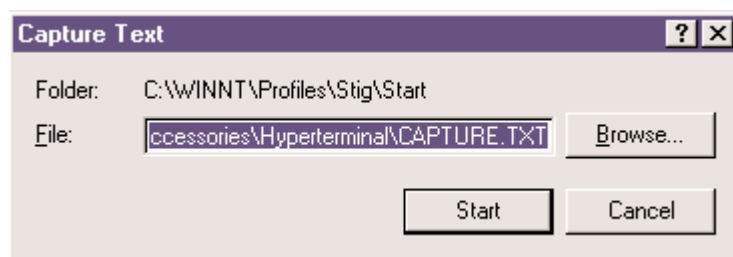 Capture Text
Folder: C:\WINNT\Profiles\Stig\Start
File: ccessories\Hyperterminal\CAPTURE.TXT Browse...
Start Cancel